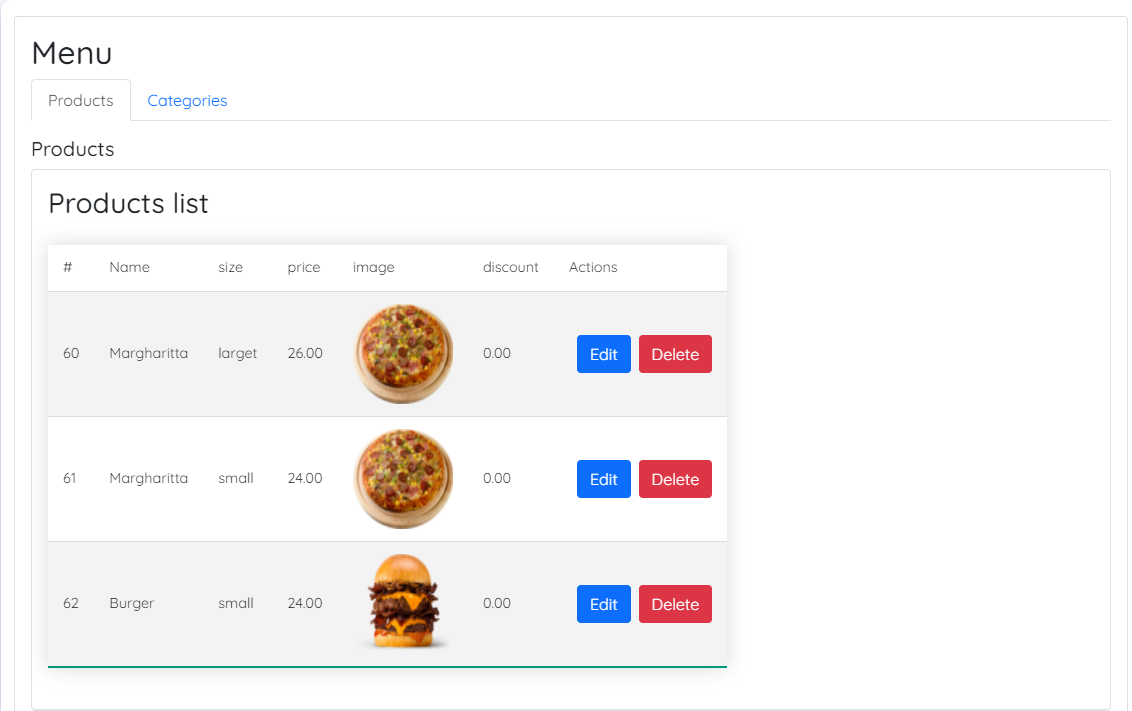 Menu
Products Categories
Products
Products list
# Name size price image discount Actions
60 Margharitta larget 26.00 0.00 Edit Delete
61 Margharitta small 24.00 0.00 Edit Delete
62 Burger small 24.00 0.00 Edit Delete